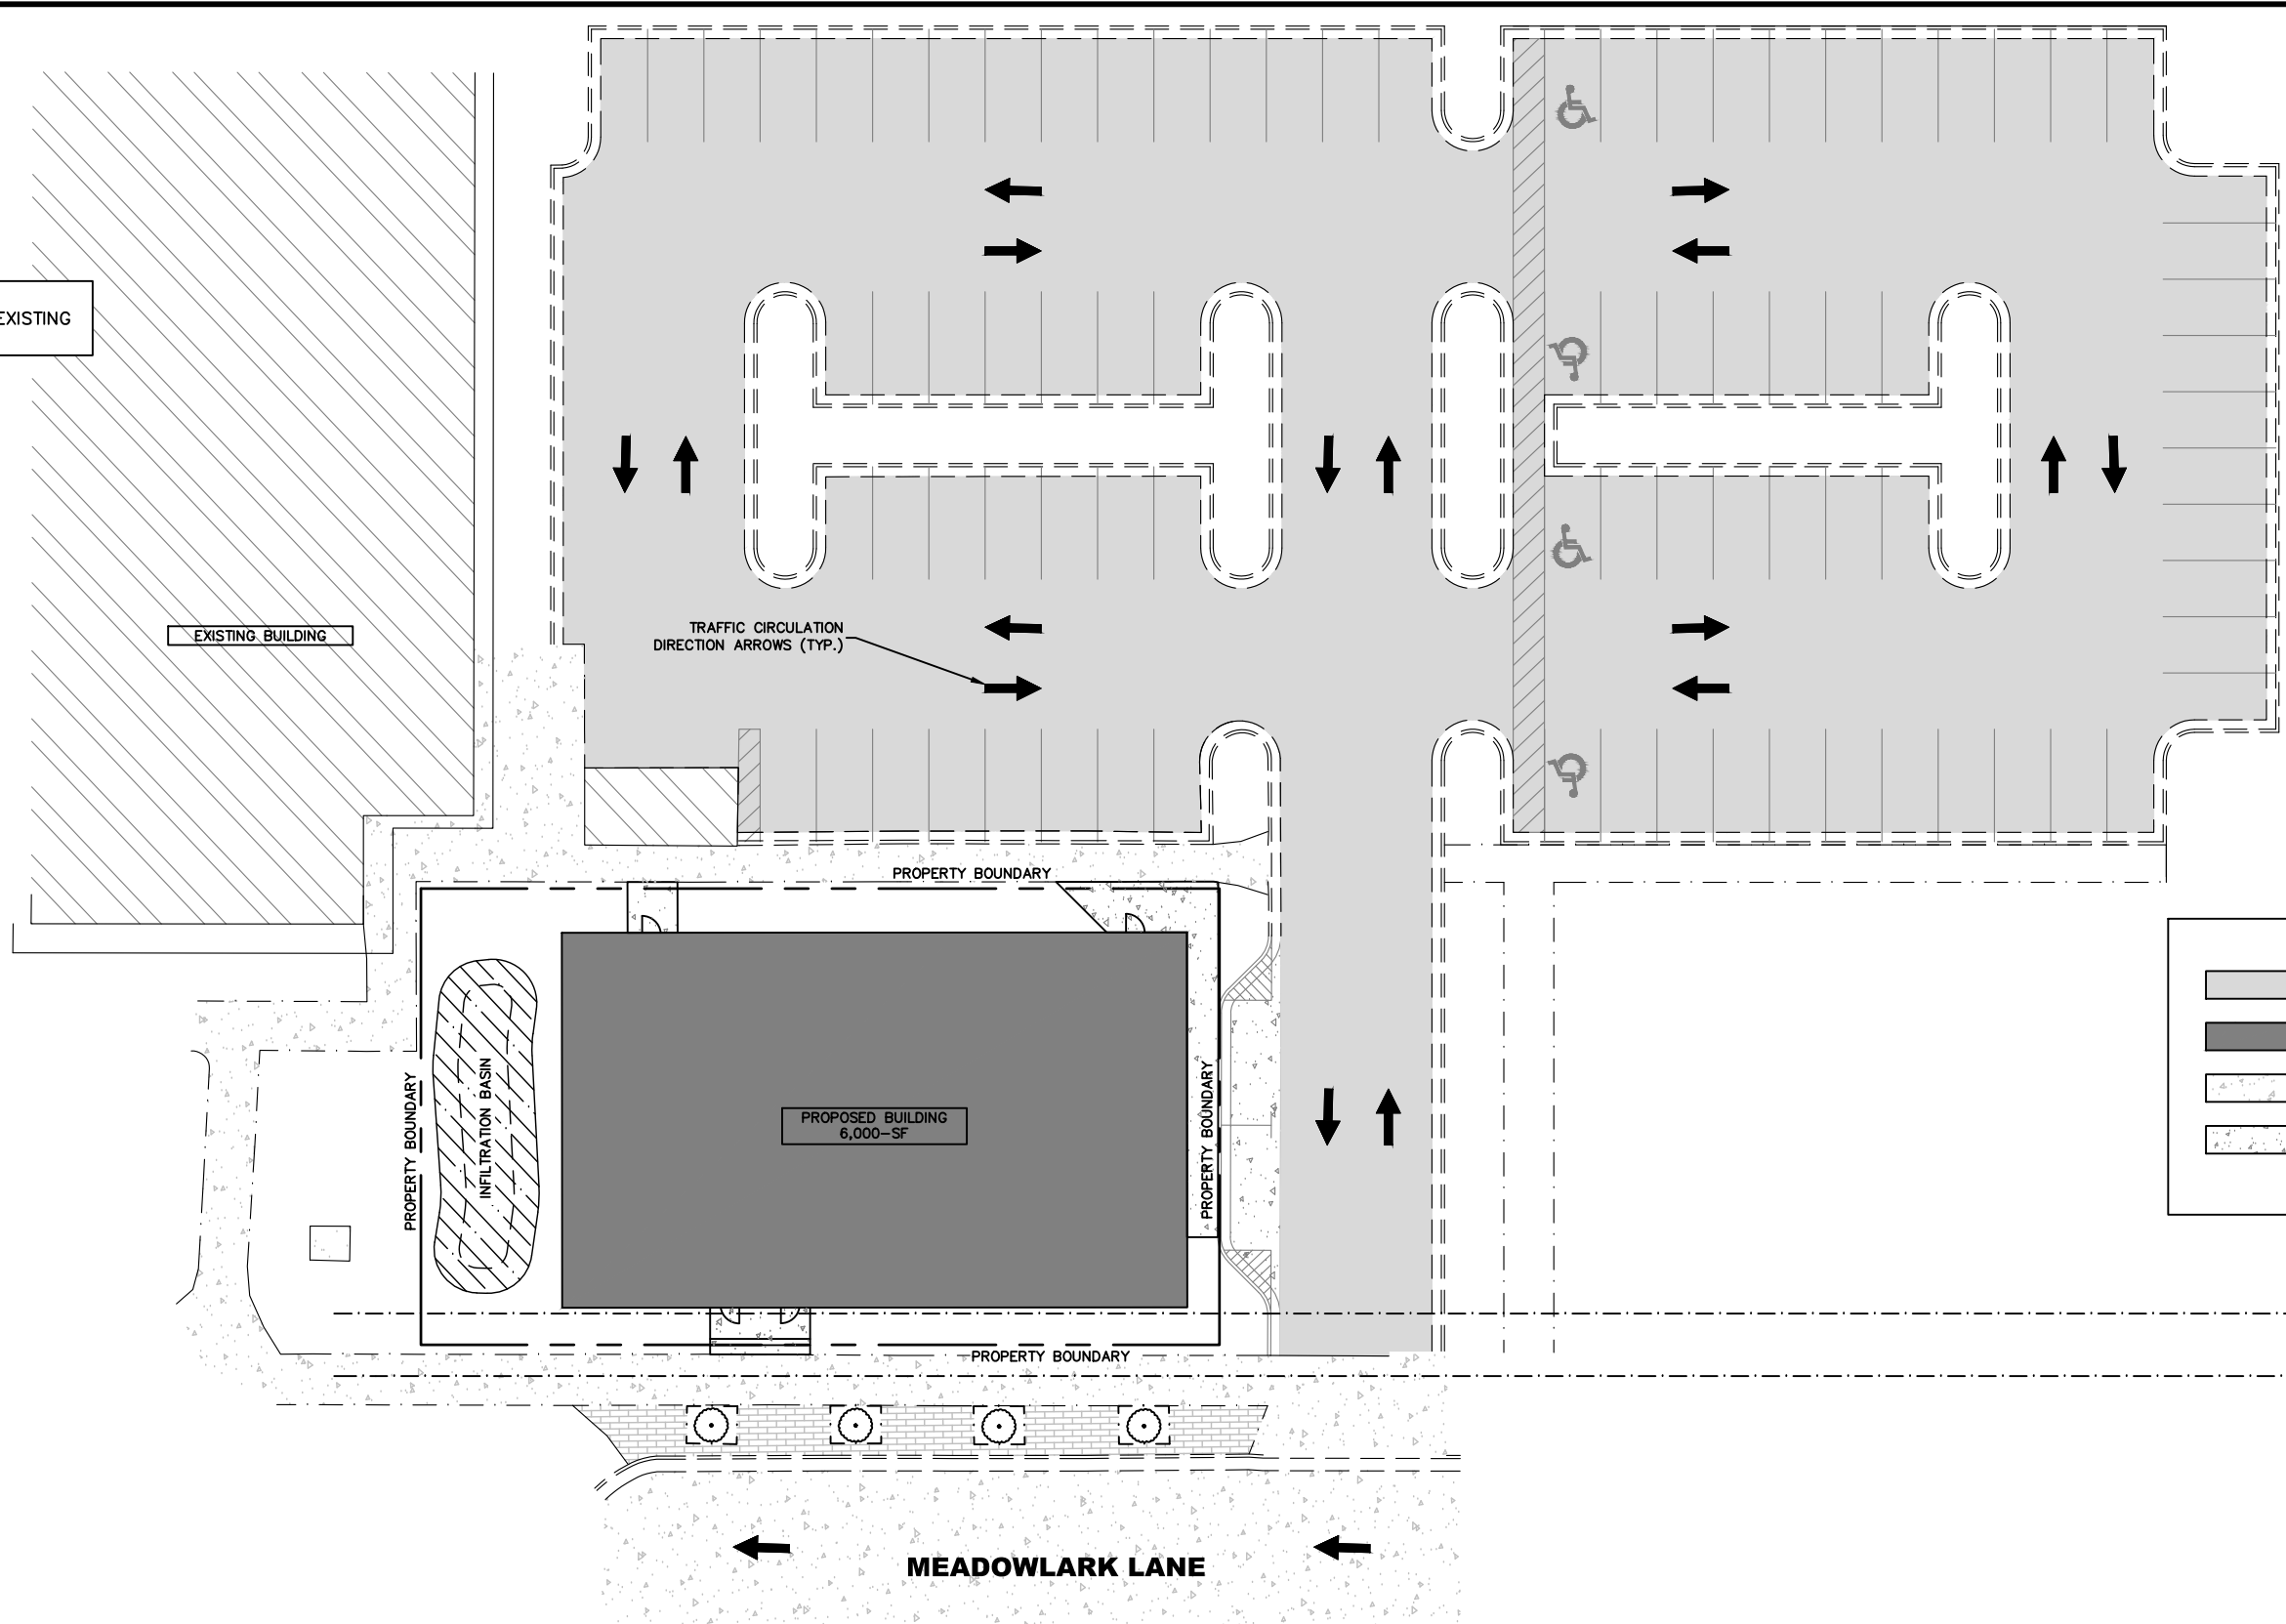 EXISTING
EXISTING BUILDING
TRAFFIC CIRCULATION
DIRECTION ARROWS (TYP.)
PROPERTY BOUNDARY
PROPERTY BOUNDARY
INFILTRATION BASIN
PROPOSED BUILDING
6,000-SF
PROPERTY BOUNDARY
PROPERTY BOUNDARY
MEADOWLARK LANE